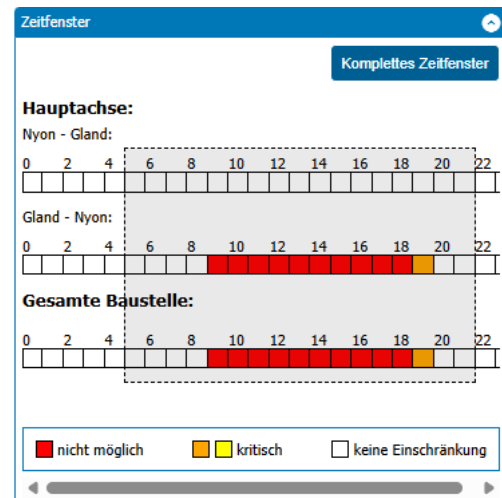 Zeitfenster
Komplettes Zeitfenster
Hauptachse:
Nyon - Gland:
0 2 4 6 8 10 12 14 16 18 20 22
Gland - Nyon:
0 2 4 6 8 10 12 14 16 18 20 22
Gesamte Baustelle:
0 2 4 6 8 10 12 14 16 18 20 22
nicht möglich kritisch keine Einschränkung